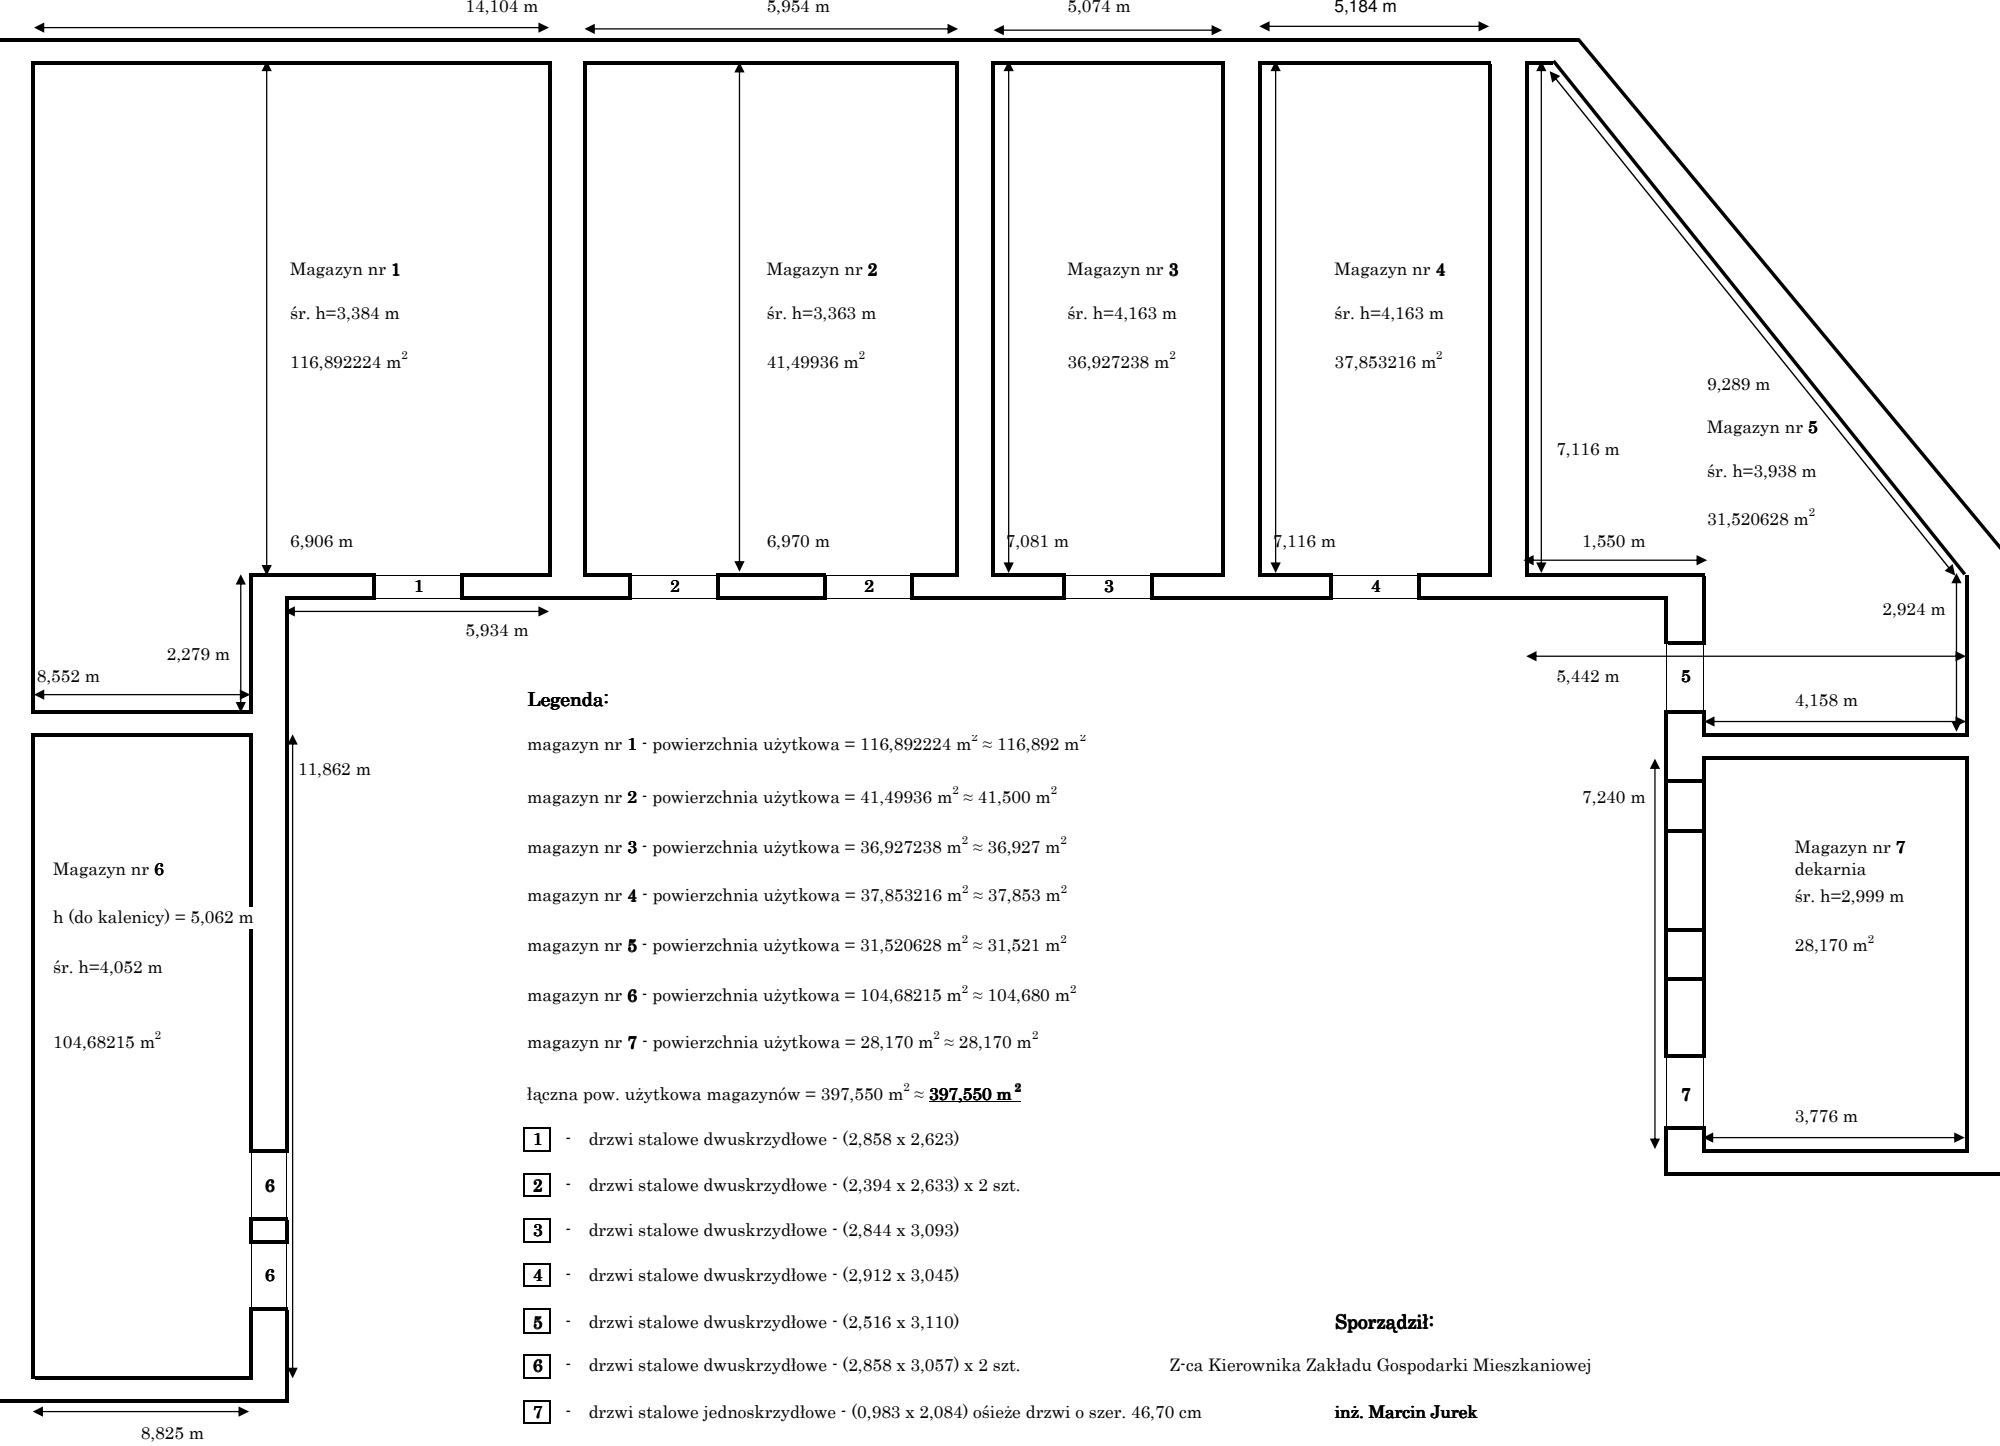 14,104 m
5,954 m
5,074 m
5,184 m
Magazyn nr 1
śr. h=3,384 m
116,892224 m²
6,906 m
Magazyn nr 2
śr. h=3,363 m
41,49936 m²
6,970 m
Magazyn nr 3
śr. h=4,163 m
36,927238 m²
7,081 m
Magazyn nr 4
śr. h=4,163 m
37,853216 m²
7,116 m
9,289 m
Magazyn nr 5
śr. h=3,938 m
31,520628 m²
7,116 m
1,550 m
1
2
2
3
4
5,934 m
2,279 m
8,552 m
2,924 m
5,442 m
5
4,158 m
11,862 m
7,240 m
Magazyn nr 6
h (do kalenicy) = 5,062 m
śr. h=4,052 m
104,68215 m²
6
6
8,825 m
Magazyn nr 7
dekarnia
śr. h=2,999 m
28,170 m²
7
3,776 m
Legenda:
magazyn nr 1 - powierzchnia użytkowa = 116,892224 m² ≈ 116,892 m²
magazyn nr 2 - powierzchnia użytkowa = 41,49936 m² ≈ 41,500 m²
magazyn nr 3 - powierzchnia użytkowa = 36,927238 m² ≈ 36,927 m²
magazyn nr 4 - powierzchnia użytkowa = 37,853216 m² ≈ 37,853 m²
magazyn nr 5 - powierzchnia użytkowa = 31,520628 m² ≈ 31,521 m²
magazyn nr 6 - powierzchnia użytkowa = 104,68215 m² ≈ 104,680 m²
magazyn nr 7 - powierzchnia użytkowa = 28,170 m² ≈ 28,170 m²
łączna pow. użytkowa magazynów = 397,550 m² ≈ 397,550 m²
1 - drzwi stalowe dwuskrzydłowe - (2,858 x 2,623)
2 - drzwi stalowe dwuskrzydłowe - (2,394 x 2,633) x 2 szt.
3 - drzwi stalowe dwuskrzydłowe - (2,844 x 3,093)
4 - drzwi stalowe dwuskrzydłowe - (2,912 x 3,045)
5 - drzwi stalowe dwuskrzydłowe - (2,516 x 3,110)
6 - drzwi stalowe dwuskrzydłowe - (2,858 x 3,057) x 2 szt.
7 - drzwi stalowe jednoskrzydłowe - (0,983 x 2,084) ośieże drzwi o szer. 46,70 cm
Sporządził:
Z-ca Kierownika Zakładu Gospodarki Mieszkaniowej
inż. Marcin Jurek